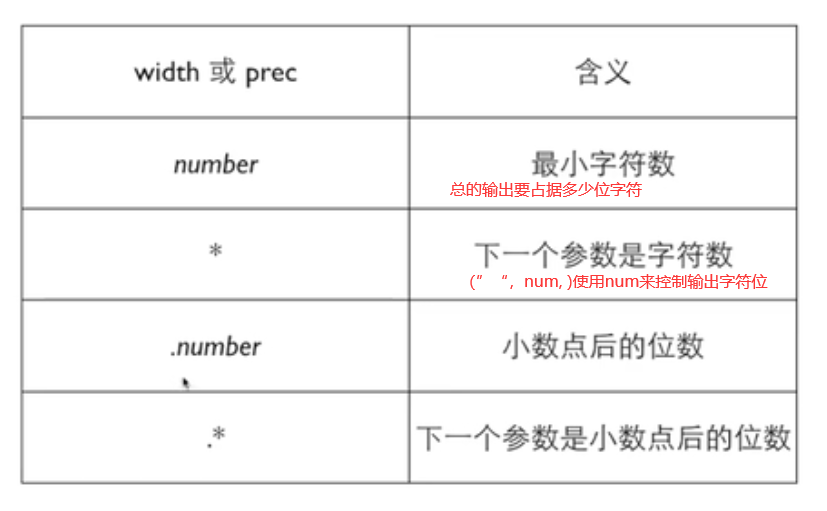 width 或 prec
含义
number
最小字符数
总的输出要占据多少位字符
*
下一个参数是字符数
(”“，num, )使用num来控制输出字符位
.number
小数点后的位数
.*
下一个参数是小数点后的位数